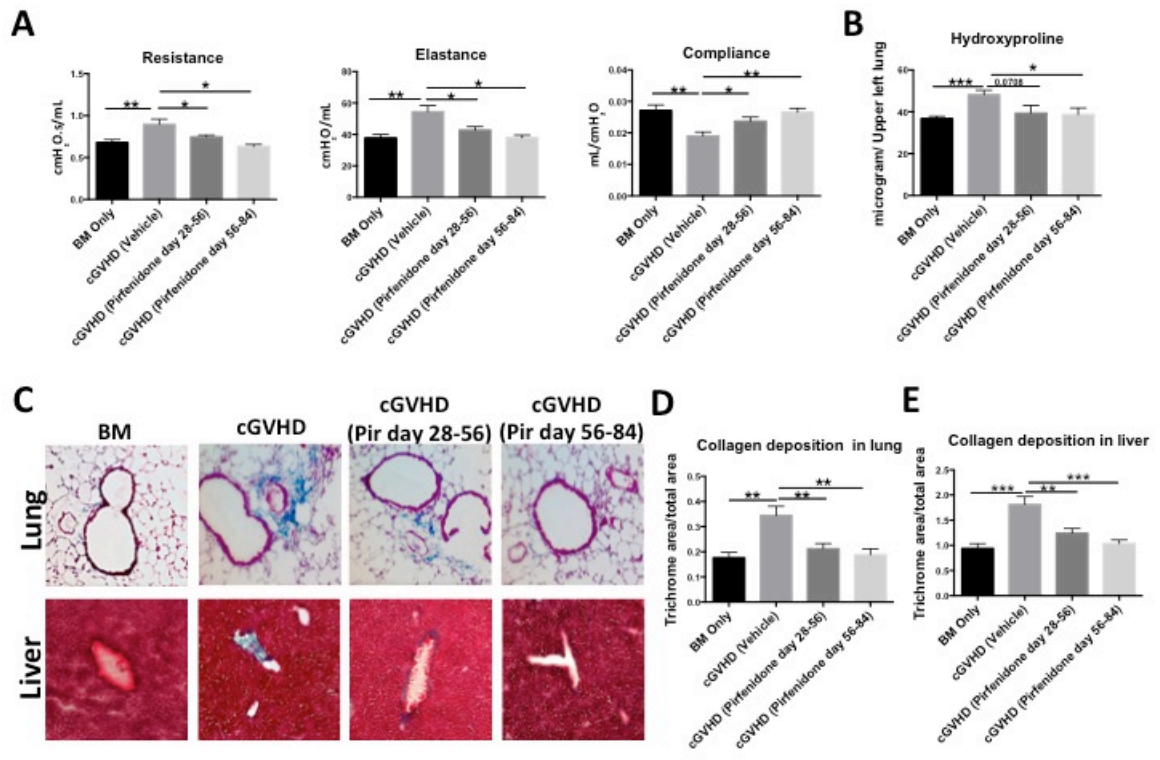 A
Resistance
cmH2O.s/mL
1.5
1.0
0.5
0.0
**
*
*
BM Only
cGVHD (Vehicle)
cGVHD (Pirfenidone day 28-56)
cGVHD (Pirfenidone day 56-84)
Elastance
cmH2O/mL
80
60
40
20
0
**
*
*
BM Only
cGVHD (Vehicle)
cGVHD (Pirfenidone day 28-56)
cGVHD (Pirfenidone day 56-84)
Compliance
mL/cmH2O
0.04
0.03
0.02
0.01
0.00
**
*
**
BM Only
cGVHD (Vehicle)
cGVHD (Pirfenidone day 28-56)
cGVHD (Pirfenidone day 56-84)
B
Hydroxyproline
microgram/ Upper left lung
60
40
20
0
***
0.0708
*
BM Only
cGVHD (Vehicle)
cGVHD (Pirfenidone day 28-56)
cGVHD (Pirfenidone day 56-84)
C
BM
cGVHD
cGVHD
(Pir day 28-56)
cGVHD
(Pir day 56-84)
Lung
Liver
D
Collagen deposition in lung
Trichrome area/total area
0.5
0.4
0.3
0.2
0.1
0.0
**
**
**
BM Only
cGVHD (Vehicle)
cGVHD (Pirfenidone day 28-56)
cGVHD (Pirfenidone day 56-84)
E
Collagen deposition in liver
Trichrome area/total area
2.5
2.0
1.5
1.0
0.5
0.0
***
**
***
BM Only
cGVHD (Vehicle)
cGVHD (Pirfenidone day 28-56)
cGVHD (Pirfenidone day 56-84)